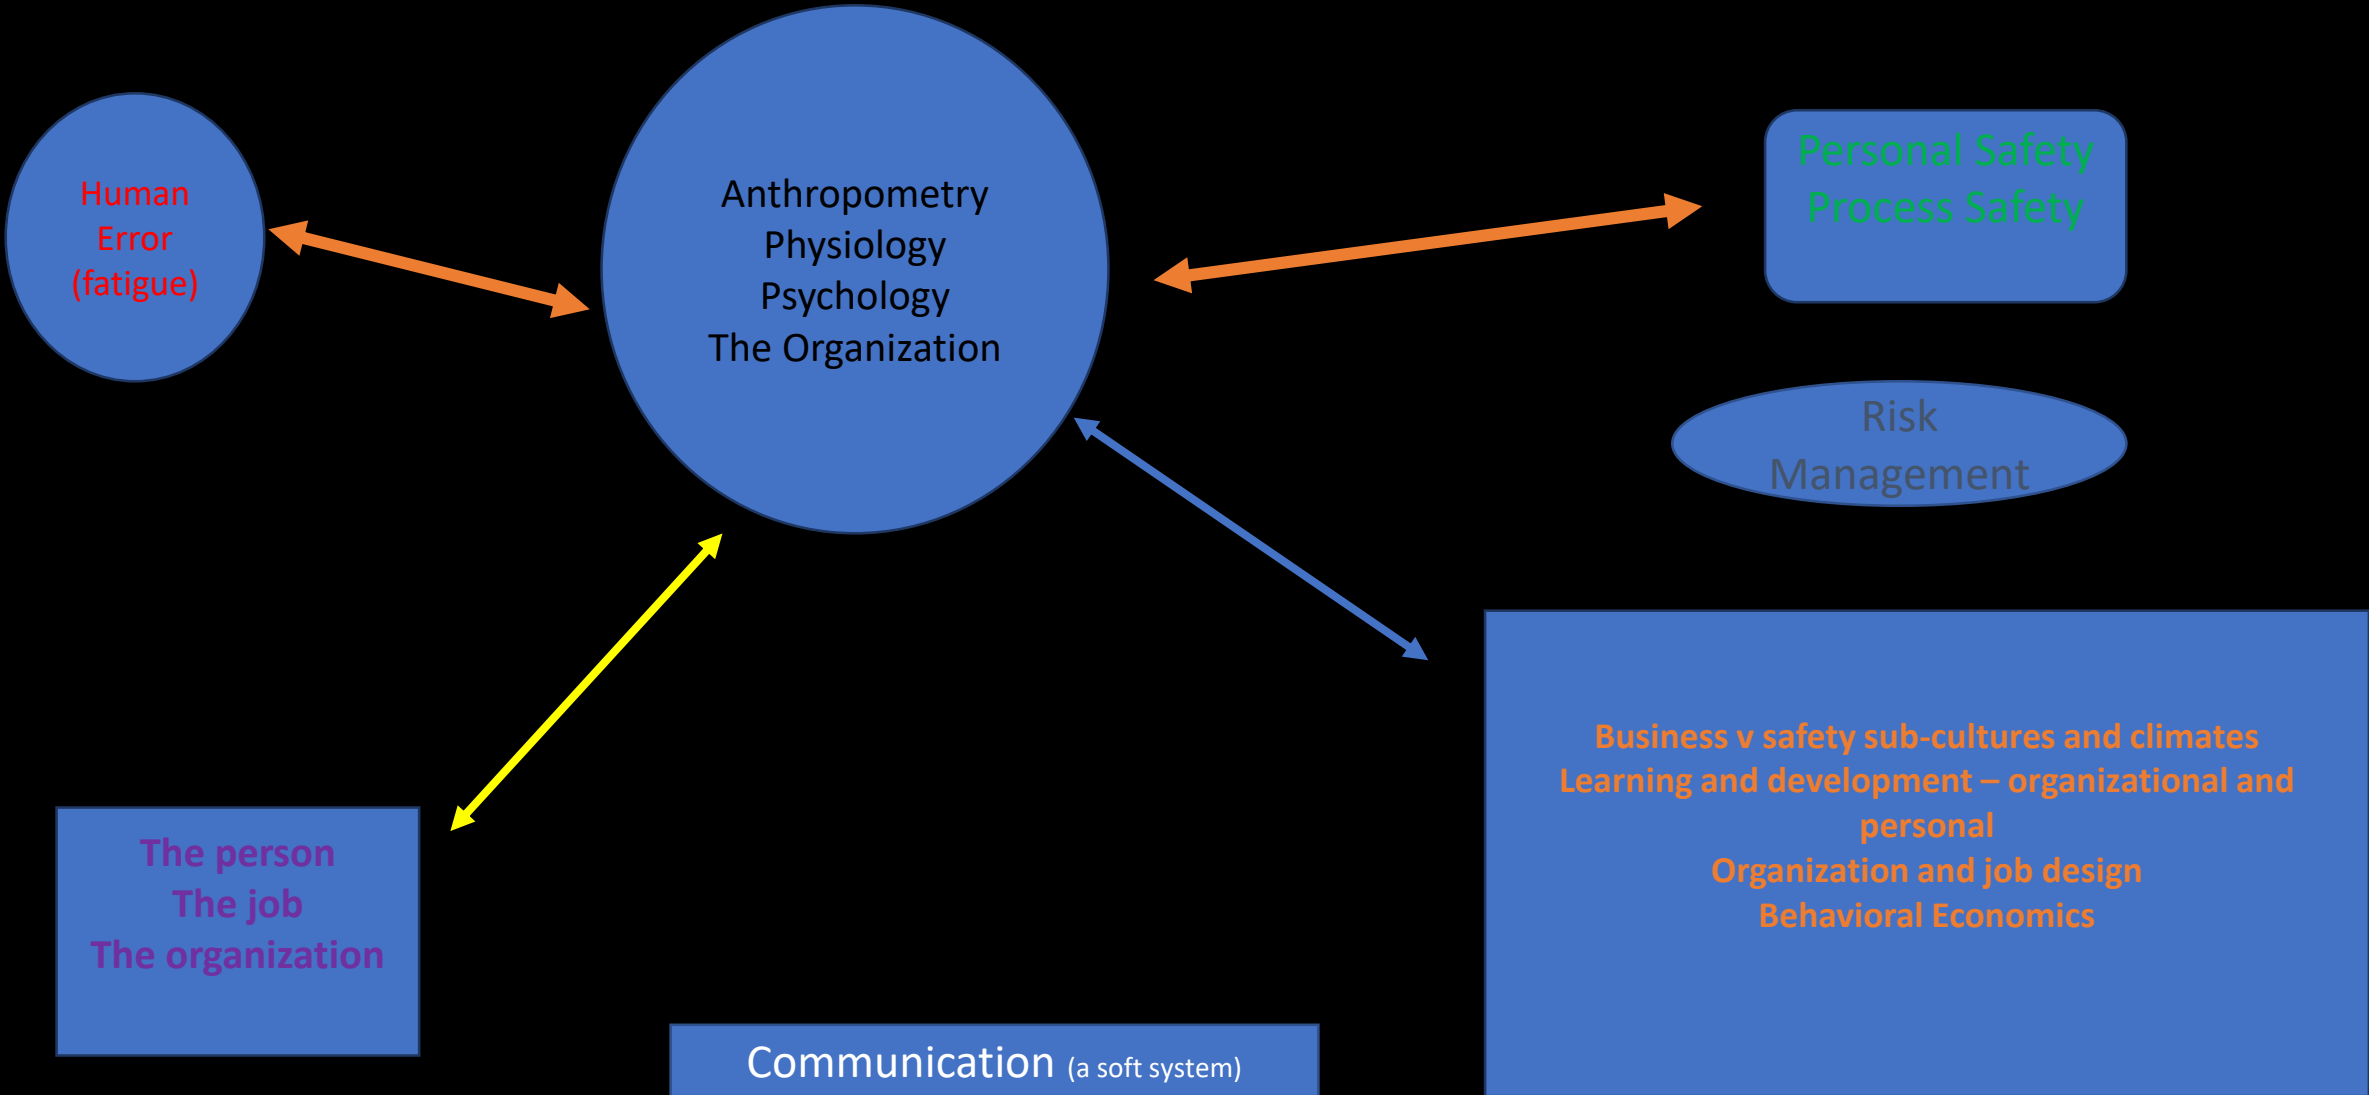 Human
Error
(fatigue)
Anthropometry
Physiology
Psychology
The Organization
Personal Safety
Process Safety
Risk
Management
The person
The job
The organization
Business v safety sub-cultures and climates
Learning and development – organizational and
personal
Organization and job design
Behavioral Economics
Communication (a soft system)